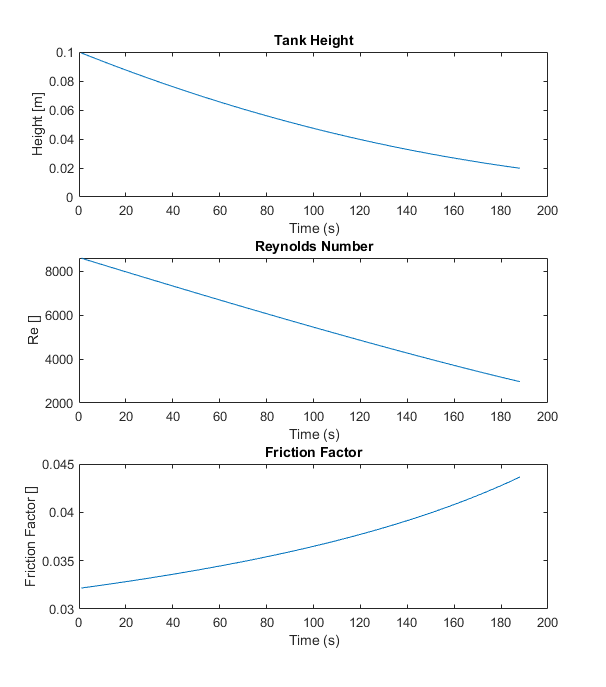 Tank Height
Height [m]
0.1
0.08
0.06
0.04
0.02
0
0 20 40 60 80 100 120 140 160 180 200
Time (s)
Reynolds Number
Re []
8000
6000
4000
2000
0 20 40 60 80 100 120 140 160 180 200
Time (s)
Friction Factor
Friction Factor []
0.045
0.04
0.035
0.03
0 20 40 60 80 100 120 140 160 180 200
Time (s)